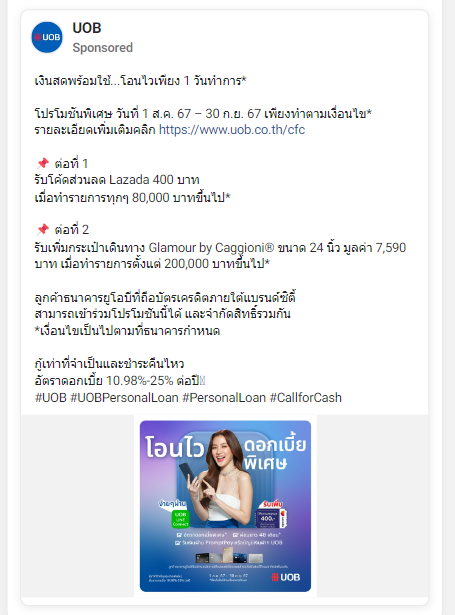 UOB
UOB
Sponsored
เงินสดพร้อมใช้...โอนไวเพียง 1 วันทำการ*
โปรโมชันพิเศษ วันที่ 1 ส.ค. 67 – 30 ก.ย. 67 เพียงทำตามเงื่อนไข*
รายละเอียดเพิ่มเติมคลิก https://www.uob.co.th/cfc
📌 ต่อที่ 1
รับโค้ดส่วนลด Lazada 400 บาท
เมื่อทำรายการทุกๆ 80,000 บาทขึ้นไป*
📌 ต่อที่ 2
รับเพิ่มกระเป๋าเดินทาง Glamour by Caggioni® ขนาด 24 นิ้ว มูลค่า 7,590
บาท เมื่อทำรายการตั้งแต่ 200,000 บาทขึ้นไป*
ลูกค้าธนาคารยูโอบีที่ถือบัตรเครดิตภายใต้แบรนด์ซิตี้
สามารถเข้าร่วมโปรโมชันนี้ได้ และจำกัดสิทธิ์รวมกัน
*เงื่อนไขเป็นไปตามที่ธนาคารกำหนด
กู้เท่าที่จำเป็นและชำระคืนไหว
อัตราดอกเบี้ย 10.98%-25% ต่อปี
#UOB #UOBPersonalLoan #PersonalLoan #CallforCash
โอนไว ดอกเบี้ย
พิเศษ
ง่ายๆผ่าน
UOB
LINE
Connect
รับเพิ่ม
400.-
UOB